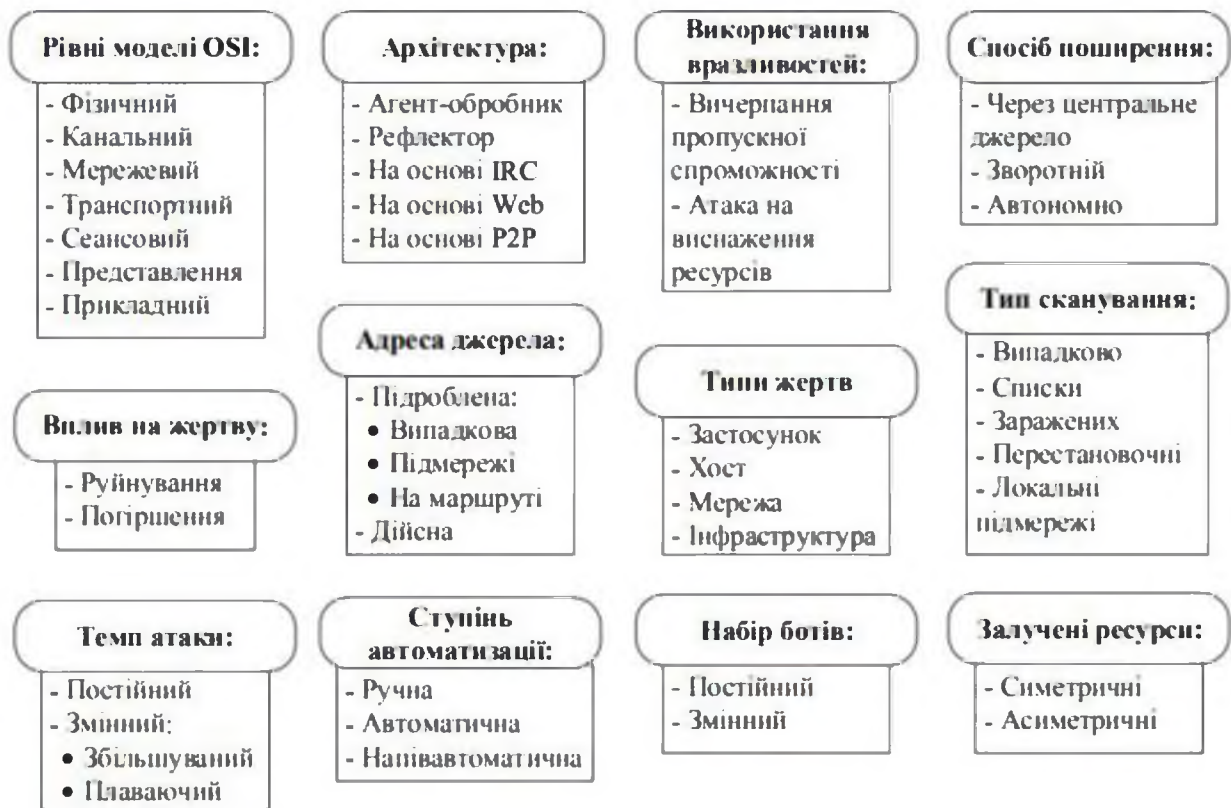 Рівні моделі OSI:
- Фізичний
- Канальний
- Мережевий
- Транспортний
- Сеансовий
- Представлення
- Прикладний
Архітектура:
- Агент-обробник
- Рефлектор
- На основі IRC
- На основі Web
- На основі P2P
Використання
вразливостей:
- Вичерпання
пропускної
спроможності
- Атака на
виснаження
ресурсів
Спосіб поширення:
- Через центральне
джерело
- Зворотній
- Автономно
Вплив на жертву:
- Руйнування
- Погіршення
Адреса джерела:
- Підроблена:
• Випадкова
• Підмережі
• На маршруті
- Дійсна
Типи жертв
- Застосунок
- Хост
- Мережа
- Інфраструктура
Тип сканування:
- Випадково
- Списки
- Заражених
- Перестановочні
- Локальні
підмережі
Темп атаки:
- Постійний
- Змінний:
• Збільшуваний
• Плаваючий
Ступінь
автоматизації:
- Ручна
- Автоматична
- Напівавтоматична
Набір ботів:
- Постійний
- Змінний
Залучені ресурси:
- Симетричні
- Асиметричні